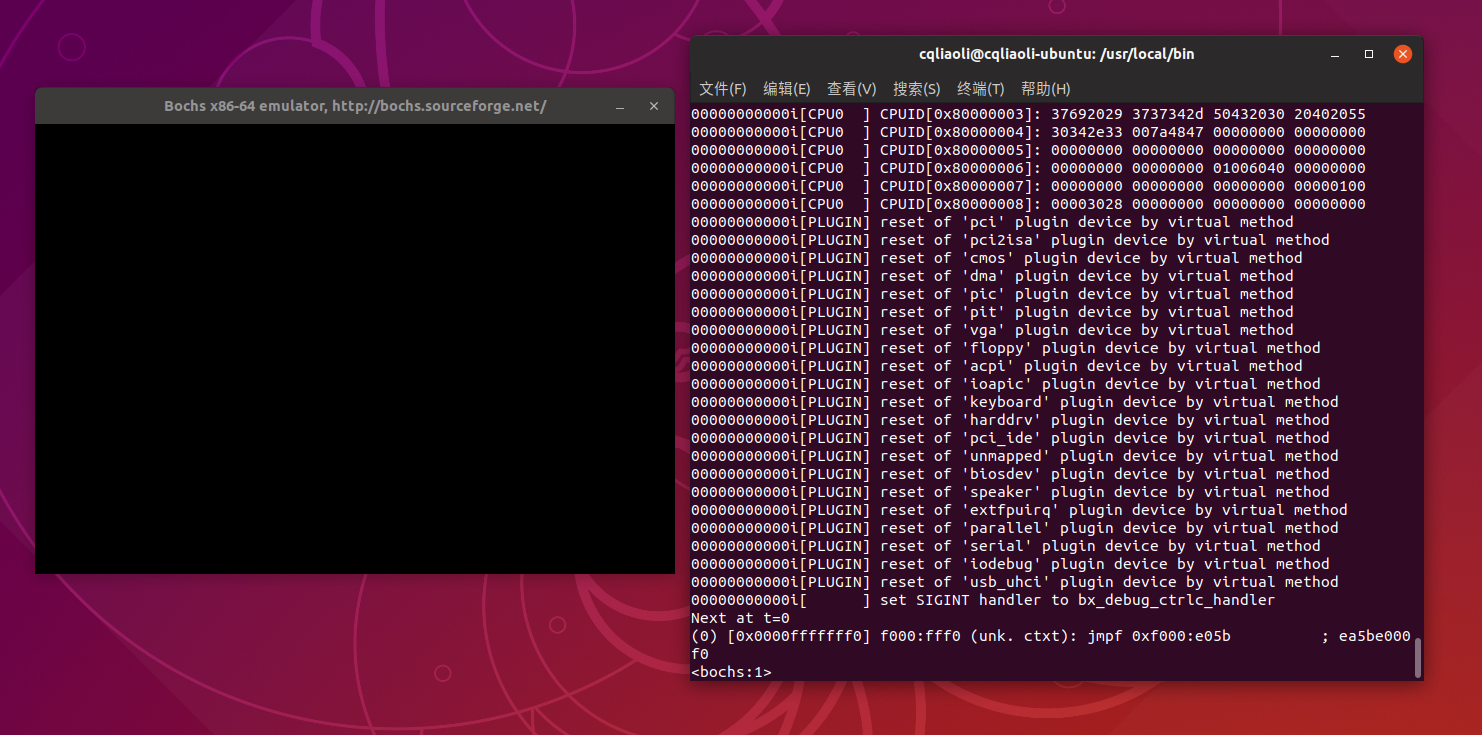 Bochs x86-64 emulator, http://bochs.sourceforge.net/
cqliaoli@cqliaoli-ubuntu: /usr/local/bin
文件(F) 编辑(E) 查看(V) 搜索(S) 终端(T) 帮助(H)
00000000000i[CPU0  ] CPUID[0x80000003]: 37692029 3737342d 50432030 20402055
00000000000i[CPU0  ] CPUID[0x80000004]: 30342e33 007a4847 00000000 00000000
00000000000i[CPU0  ] CPUID[0x80000005]: 00000000 00000000 00000000 00000000
00000000000i[CPU0  ] CPUID[0x80000006]: 00000000 00000000 01006040 00000000
00000000000i[CPU0  ] CPUID[0x80000007]: 00000000 00000000 00000000 00000100
00000000000i[CPU0  ] CPUID[0x80000008]: 00003028 00000000 00000000 00000000
00000000000i[PLUGIN] reset of 'pci' plugin device by virtual method
00000000000i[PLUGIN] reset of 'pci2isa' plugin device by virtual method
00000000000i[PLUGIN] reset of 'cmos' plugin device by virtual method
00000000000i[PLUGIN] reset of 'dma' plugin device by virtual method
00000000000i[PLUGIN] reset of 'pic' plugin device by virtual method
00000000000i[PLUGIN] reset of 'pit' plugin device by virtual method
00000000000i[PLUGIN] reset of 'vga' plugin device by virtual method
00000000000i[PLUGIN] reset of 'floppy' plugin device by virtual method
00000000000i[PLUGIN] reset of 'acpi' plugin device by virtual method
00000000000i[PLUGIN] reset of 'ioapic' plugin device by virtual method
00000000000i[PLUGIN] reset of 'keyboard' plugin device by virtual method
00000000000i[PLUGIN] reset of 'harddrv' plugin device by virtual method
00000000000i[PLUGIN] reset of 'pci_ide' plugin device by virtual method
00000000000i[PLUGIN] reset of 'unmapped' plugin device by virtual method
00000000000i[PLUGIN] reset of 'biosdev' plugin device by virtual method
00000000000i[PLUGIN] reset of 'speaker' plugin device by virtual method
00000000000i[PLUGIN] reset of 'extfpuirq' plugin device by virtual method
00000000000i[PLUGIN] reset of 'parallel' plugin device by virtual method
00000000000i[PLUGIN] reset of 'serial' plugin device by virtual method
00000000000i[PLUGIN] reset of 'iodebug' plugin device by virtual method
00000000000i[PLUGIN] reset of 'usb_uhci' plugin device by virtual method
00000000000i[      ] set SIGINT handler to bx_debug_ctrlc_handler
Next at t=0
(0) [0x0000fffffff0] f000:fff0 (unk. ctxt): jmpf 0xf000:e05b          ; ea5be000
f0
<bochs:1>